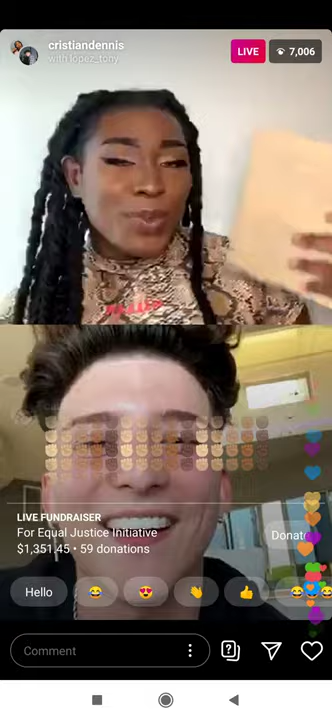 cristiandennis
with lopez_tony
LIVE
7,006
LIVE FUNDRAISER
For Equal Justice Initiative
$1,351.45 • 59 donations
Donate
Hello
Comment